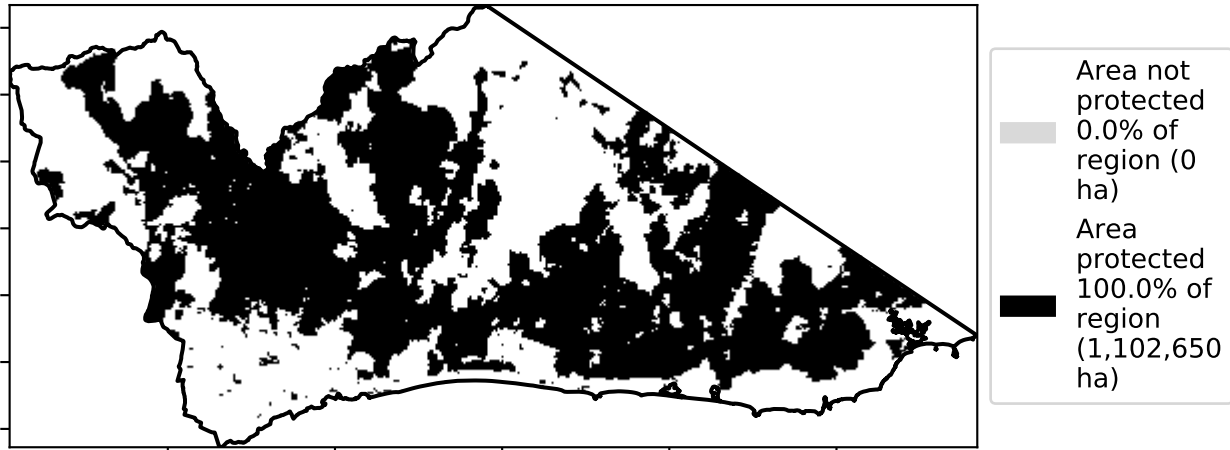 Area not
protected
0.0% of
region (0
ha)
Area
protected
100.0% of
region
(1,102,650
ha)